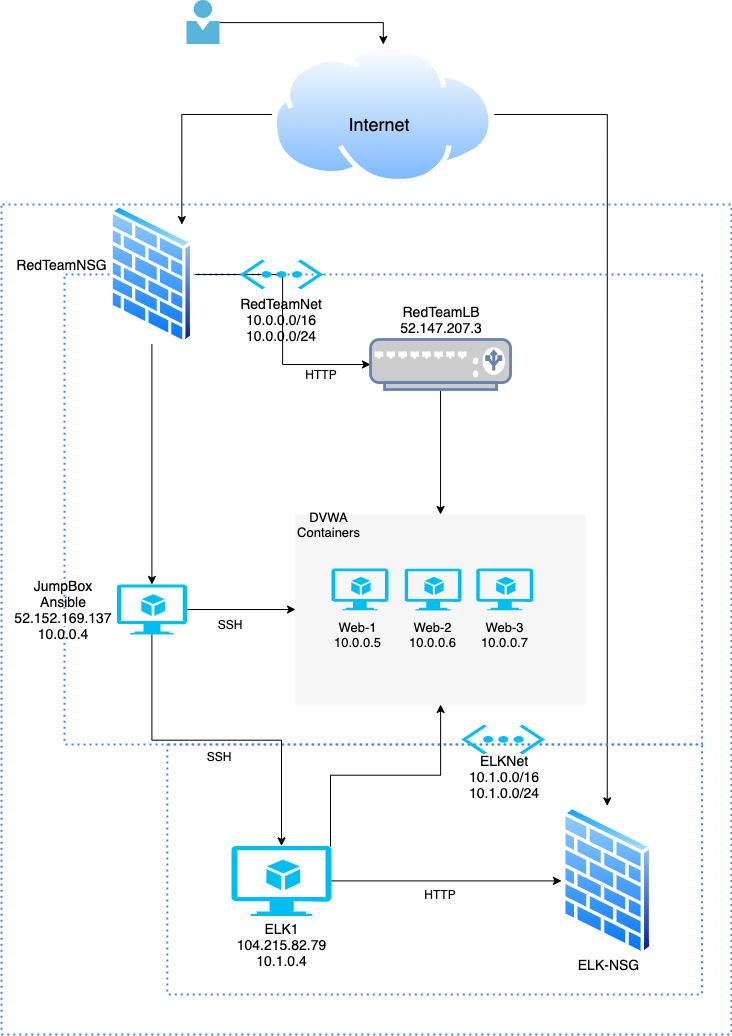 Internet
RedTeamNSG
RedTeamNet
10.0.0.0/16
10.0.0.0/24
RedTeamLB
52.147.207.3
HTTP
DVWA
Containers
Web-1
10.0.0.5
Web-2
10.0.0.6
Web-3
10.0.0.7
JumpBox
Ansible
52.152.169.137
10.0.0.4
SSH
SSH
ELKNet
10.1.0.0/16
10.1.0.0/24
HTTP
ELK1
104.215.82.79
10.1.0.4
ELK-NSG